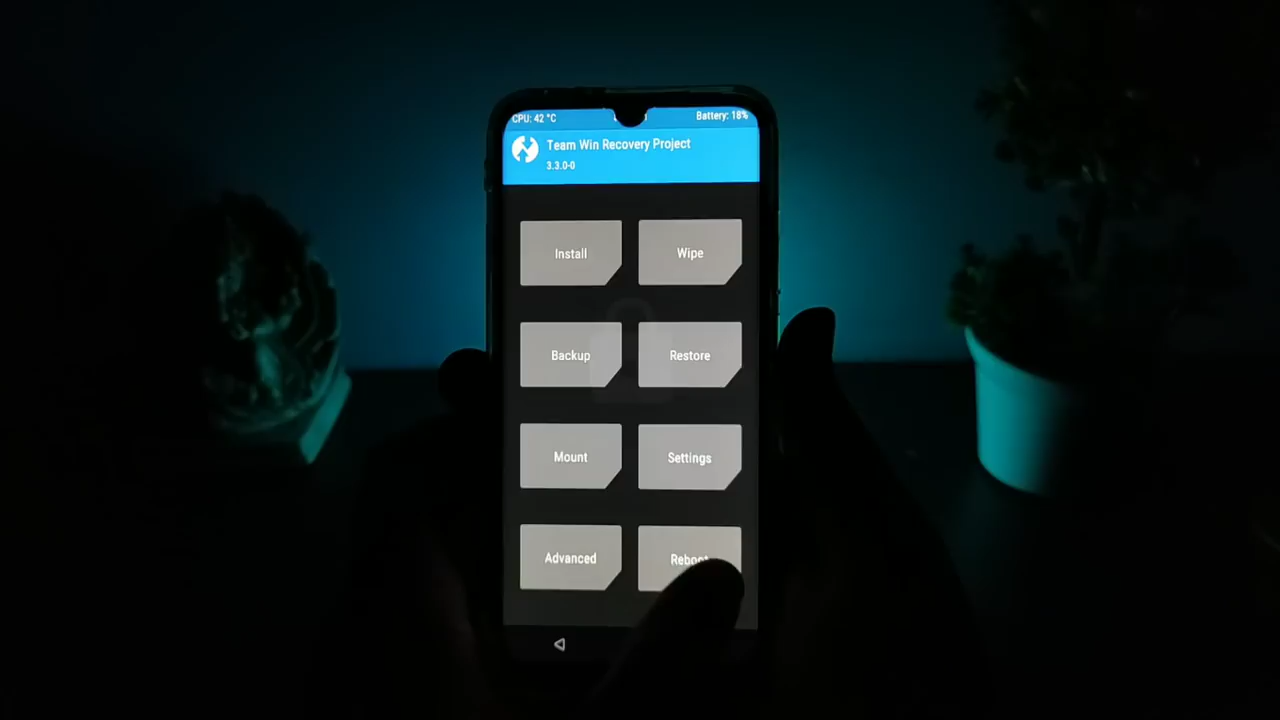 CPU: 42 °C
Battery: 18%
Team Win Recovery Project
3.3.0-0
Install
Wipe
Backup
Restore
Mount
Settings
Advanced
Reboot